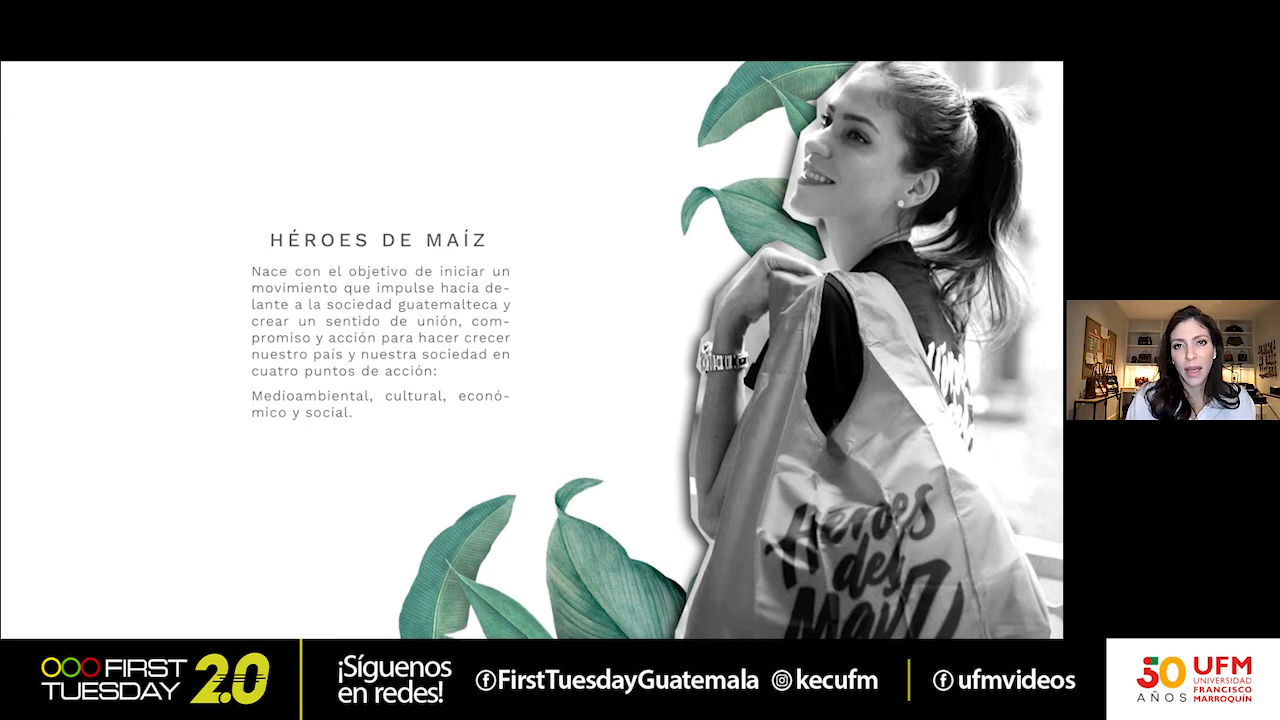 HÉROES DE MAÍZ
Nace con el objetivo de iniciar un
movimiento que impulse hacia de-
lante a la sociedad guatemalteca y
crear un sentido de unión, com-
promiso y acción para hacer crecer
nuestro país y nuestra sociedad en
cuatro puntos de acción:
Medioambiental, cultural, econó-
mico y social.
Héroes
del
Maíz
FIRST
TUESDAY
2.0
¡Síguenos
en redes!
FirstTuesdayGuatemala
kecufm
ufmvideos
50
AÑOS
UFM
UNIVERSIDAD
FRANCISCO
MARROQUÍN